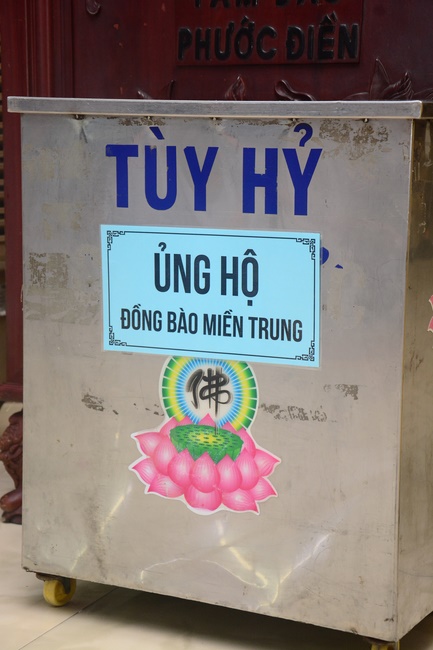 PHƯỚC ĐIỀN
TÙY HỶ
ỦNG HỘ
ĐỒNG BÀO MIỀN TRUNG
佛